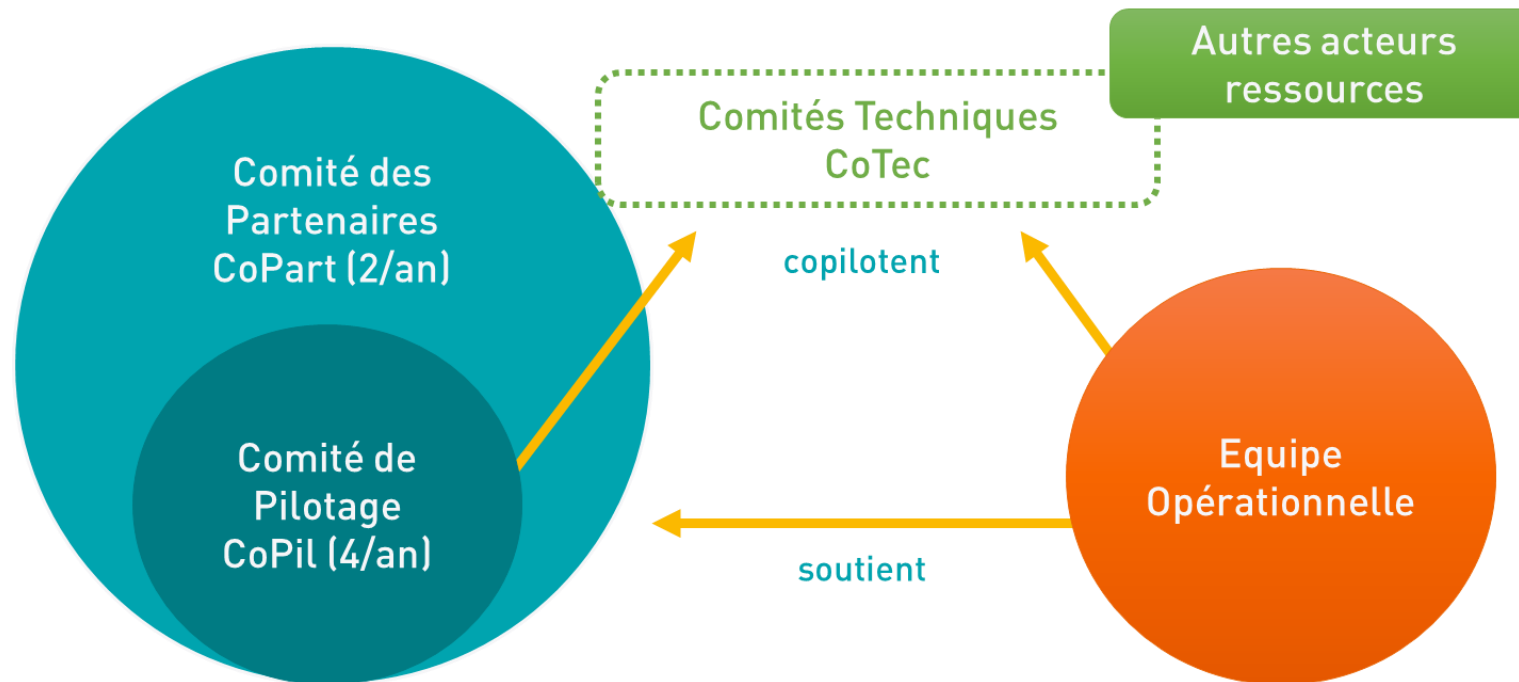 Autres acteurs
ressources
Comités Techniques
CoTec
Comité des
Partenaires
CoPart (2/an)
copilotent
Comité de
Pilotage
CoPil (4/an)
Equipe
Opérationnelle
soutient